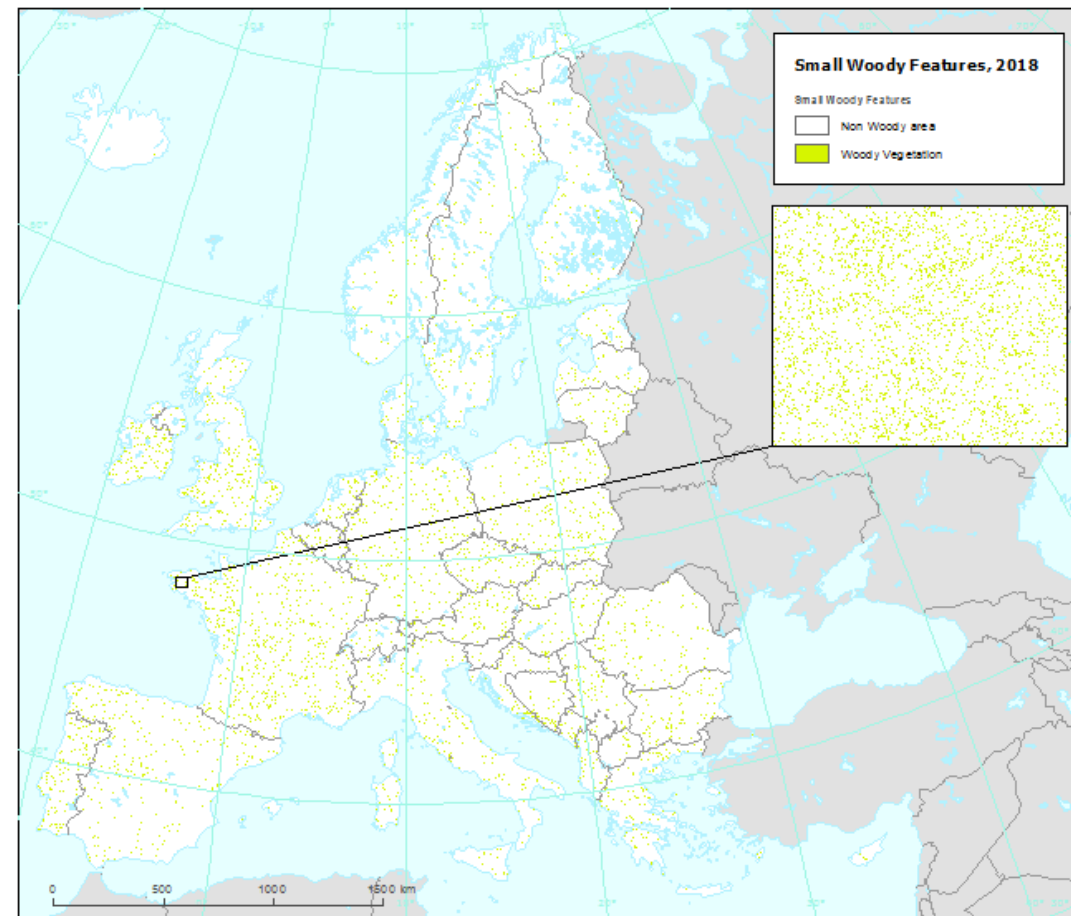 Small Woody Features, 2018
Small Woody Features
Non Woody area
Woody Vegetation
0 500 1000 1500 km